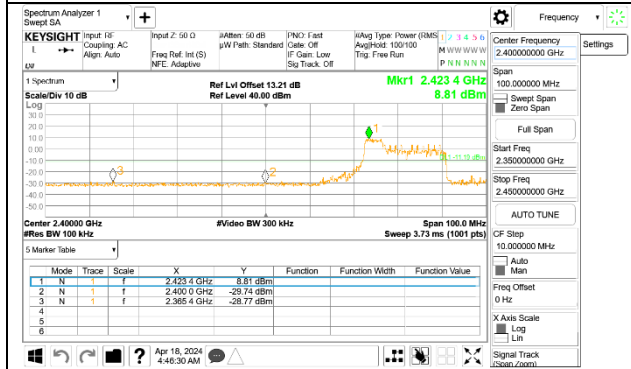 Spectrum Analyzer 1
Swept SA
+
Frequency
KEYSIGHT Input: RF Input Z: 50 Ω #Atten: 50 dB PNO: Fast #Avg Type: Power (RMS 1 2 3 4 5 6
L Coupling: AC µW Path: Standard Gate: Off Avg|Hold: 100/100 M W W W W W
Align: Auto Freq Ref: Int (S) IF Gain: Low Trig: Free Run
NFE: Adaptive Sig Track: Off P N N N N N
Center Frequency
2.400000000 GHz
Settings
Span
100.000000 MHz
Swept Span
Zero Span
Full Span
Start Freq
2.350000000 GHz
Stop Freq
2.450000000 GHz
AUTO TUNE
CF Step
10.000000 MHz
Auto
Man
Freq Offset
0 Hz
X Axis Scale
Log
Lin
Signal Track
(Span Zoom)
1 Spectrum
Scale/Div 10 dB
Ref Lvl Offset 13.21 dB
Ref Level 40.00 dBm
Mkr1 2.423 4 GHz
8.81 dBm
Log
30.0
20.0
10.0
0.00
-10.0
-20.0
-30.0
-40.0
-50.0
1
2
3
DL1 -11.19 dBm
Center 2.40000 GHz #Video BW 300 kHz Span 100.0 MHz
#Res BW 100 kHz Sweep 3.73 ms (1001 pts)
5 Marker Table
Mode Trace Scale X Y Function Function Width Function Value
1 N 1 f 2.423 4 GHz 8.81 dBm
2 N 1 f 2.400 0 GHz -29.74 dBm
3 N 1 f 2.365 4 GHz -28.77 dBm
4
5
6
? Apr 18, 2024
4:46:30 AM